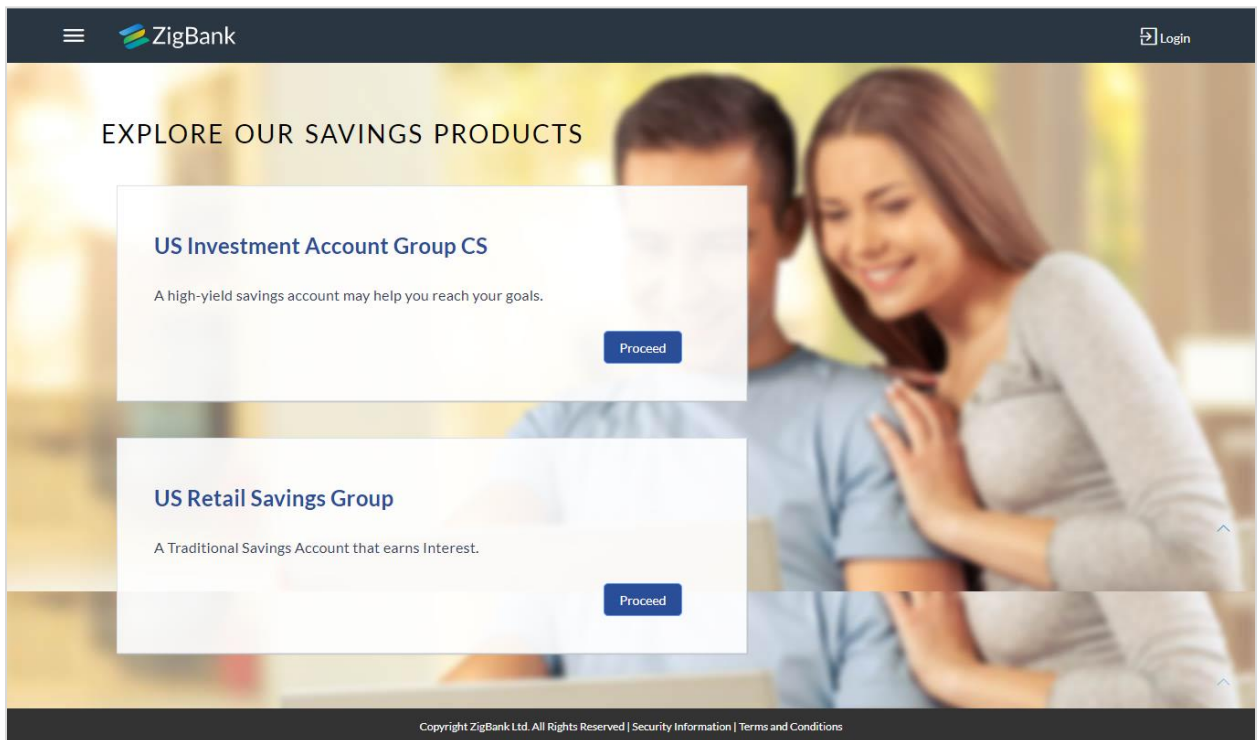 ZigBank
Login
EXPLORE OUR SAVINGS PRODUCTS
US Investment Account Group CS
A high-yield savings account may help you reach your goals.
Proceed
US Retail Savings Group
A Traditional Savings Account that earns Interest.
Proceed
Copyright ZigBank Ltd. All Rights Reserved | Security Information | Terms and Conditions